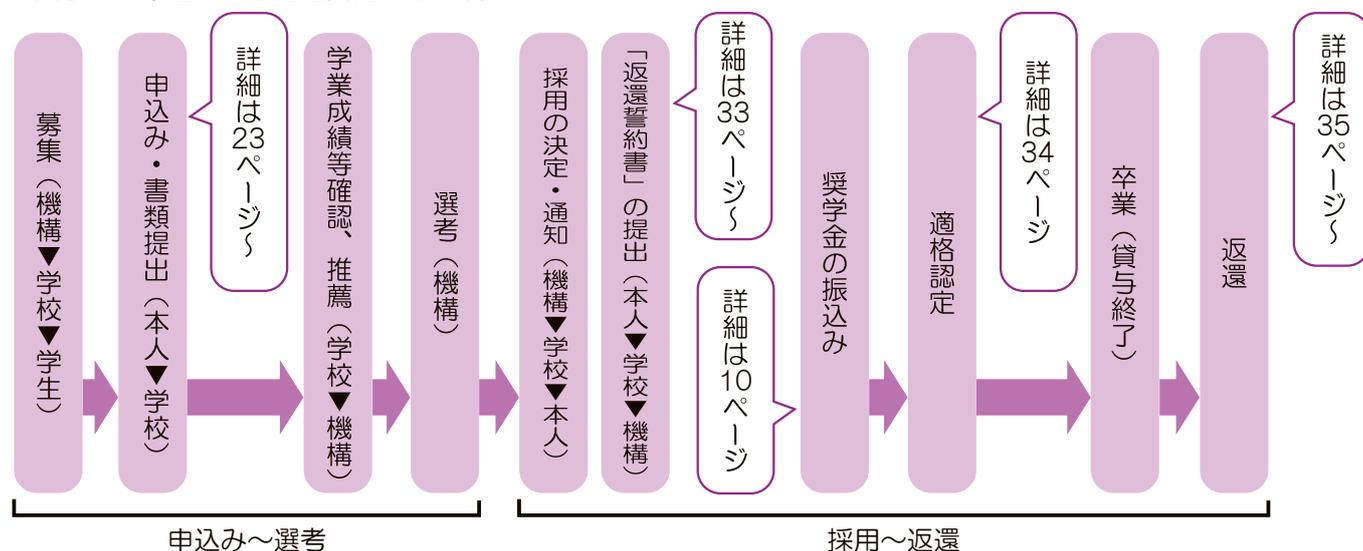 募集（機構▼学校▼学生）
申込み・書類提出（本人▼学校）
詳細は23ページ～
学業成績等確認、推薦（学校▼機構）
選考（機構）
採用の決定・通知（機構▼学校▼本人）
「返還誓約書」の提出（本人▼学校▼機構）
詳細は33ページ～
詳細は10ページ
奨学金の振込み
適格認定
詳細は34ページ
卒業（貸与終了）
返還
詳細は35ページ～
申込み～選考
採用～返還